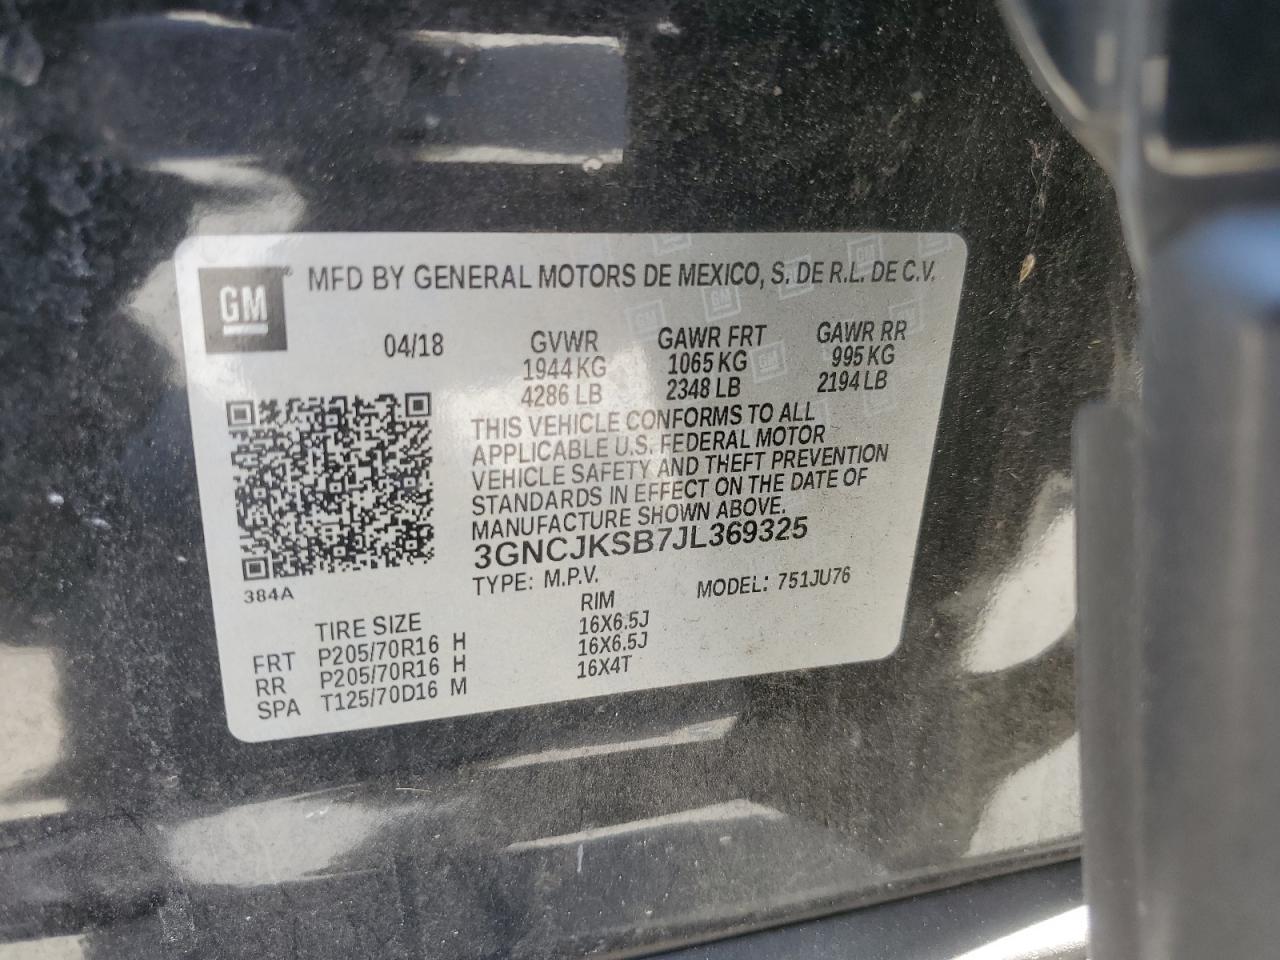 GM ® MFD BY GENERAL MOTORS DE MEXICO, S. DE R.L. DE C.V.
04/18 GVWR GAWR FRT GAWR RR
1944 KG 1065 KG 995 KG
4286 LB 2348 LB 2194 LB
THIS VEHICLE CONFORMS TO ALL
APPLICABLE U.S. FEDERAL MOTOR
VEHICLE SAFETY AND THEFT PREVENTION
STANDARDS IN EFFECT ON THE DATE OF
MANUFACTURE SHOWN ABOVE.
3GNCJKSB7JL369325
384A
TYPE: M.P.V. MODEL: 751JU76
TIRE SIZE RIM
FRT P205/70R16 H 16X6.5J
RR P205/70R16 H 16X6.5J
SPA T125/70D16 M 16X4T